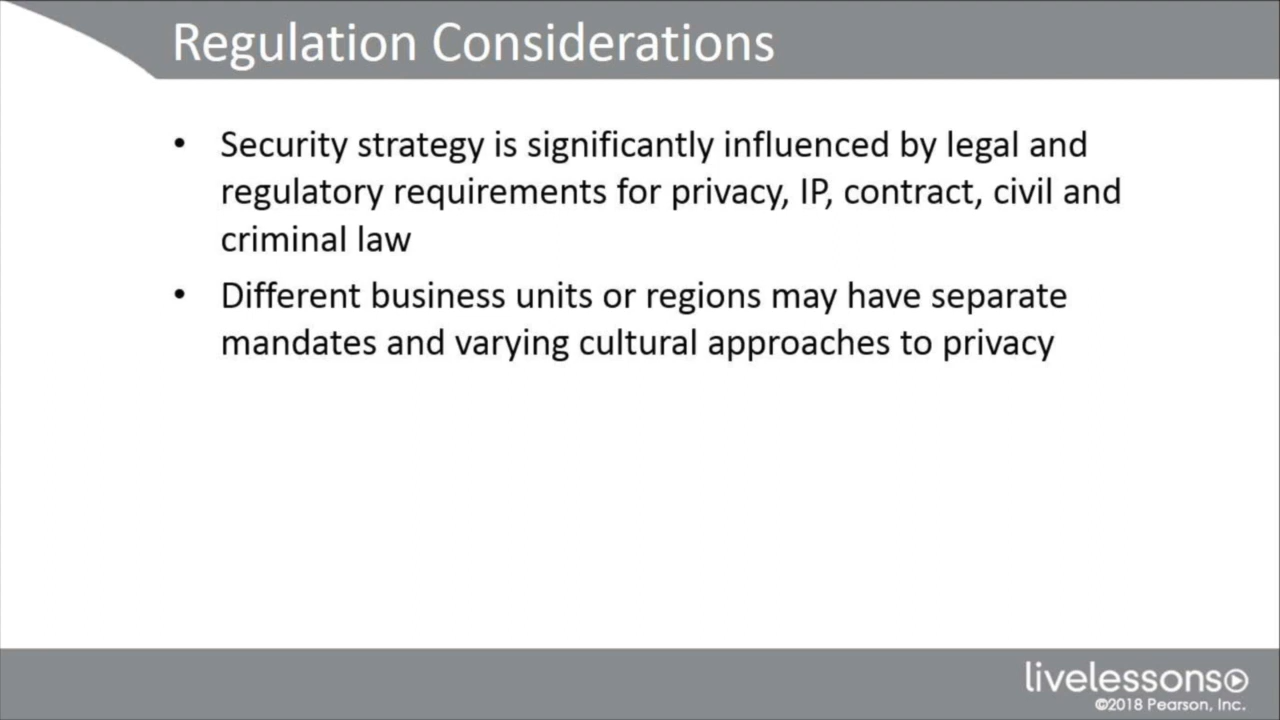 Regulation Considerations
• Security strategy is significantly influenced by legal and
regulatory requirements for privacy, IP, contract, civil and
criminal law
• Different business units or regions may have separate
mandates and varying cultural approaches to privacy
livelessons
©2018 Pearson, Inc.